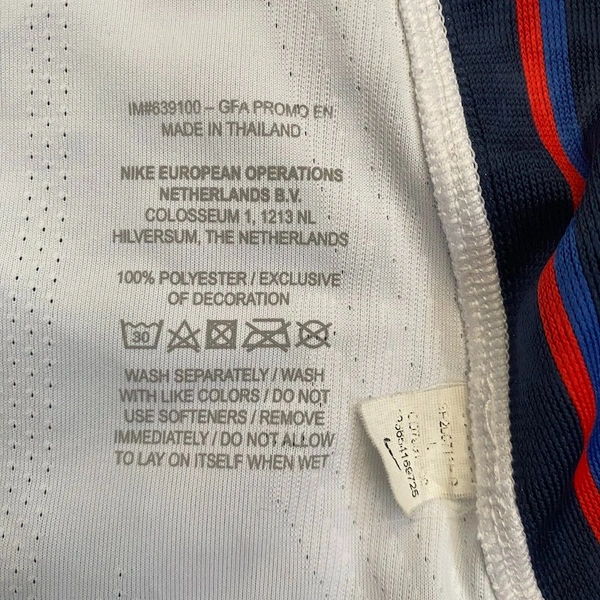 IM#639100 – GFA PROMO EN
MADE IN THAILAND
NIKE EUROPEAN OPERATIONS
NETHERLANDS B.V.
COLOSSEUM 1, 1213 NL
HILVERSUM, THE NETHERLANDS
100% POLYESTER / EXCLUSIVE
OF DECORATION
30
WASH SEPARATELY / WASH
WITH LIKE COLORS / DO NOT
USE SOFTENERS / REMOVE
IMMEDIATELY / DO NOT ALLOW
TO LAY ON ITSELF WHEN WET